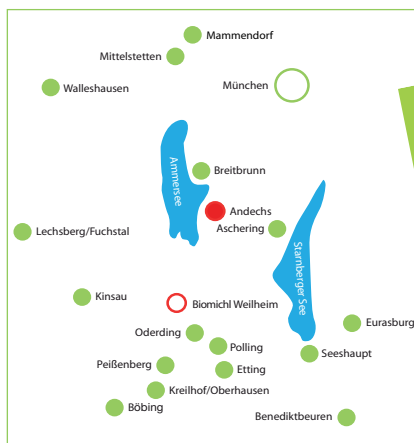 Mammendorf
Mittelstetten
München
Walleshausen
Breitbrunn
Ammersee
Andechs
Aschering
Lechsberg/Fuchstal
Starnberger See
Kinsau
Biomichl Weilheim
Eurasburg
Oderding
Polling
Seeshaupt
Peißenberg
Etting
Kreilhof/Oberhausen
Böbing
Benediktbeuren